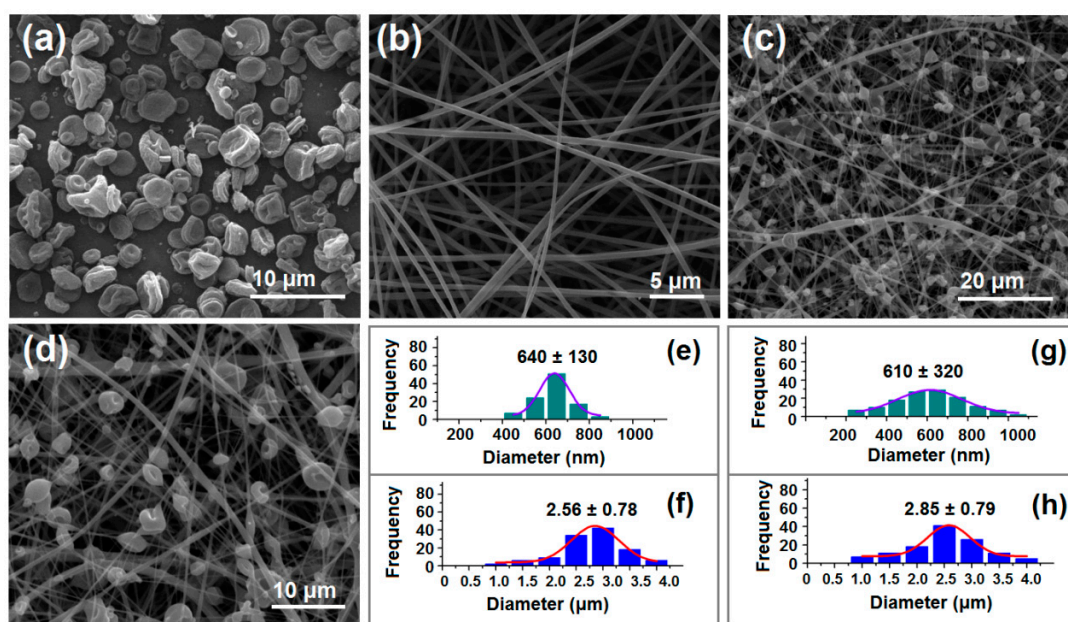 (a)
10 μm
(b)
5 μm
(c)
20 μm
(d)
10 μm
640 ± 130
(e)
80
60
40
20
0
Frequency
200 400 600 800 1000
Diameter (nm)
2.56 ± 0.78
(f)
80
60
40
20
0
Frequency
0 0.5 1.0 1.5 2.0 2.5 3.0 3.5 4.0
Diameter (μm)
610 ± 320
(g)
80
60
40
20
0
Frequency
200 400 600 800 1000
Diameter (nm)
2.85 ± 0.79
(h)
80
60
40
20
0
Frequency
0 0.5 1.0 1.5 2.0 2.5 3.0 3.5 4.0
Diameter (μm)